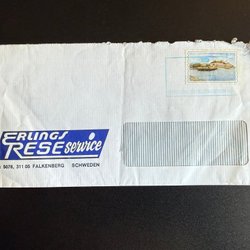 ERLINGS
RESE service
5078, 311 05 FALKENBERG SCHWEDEN